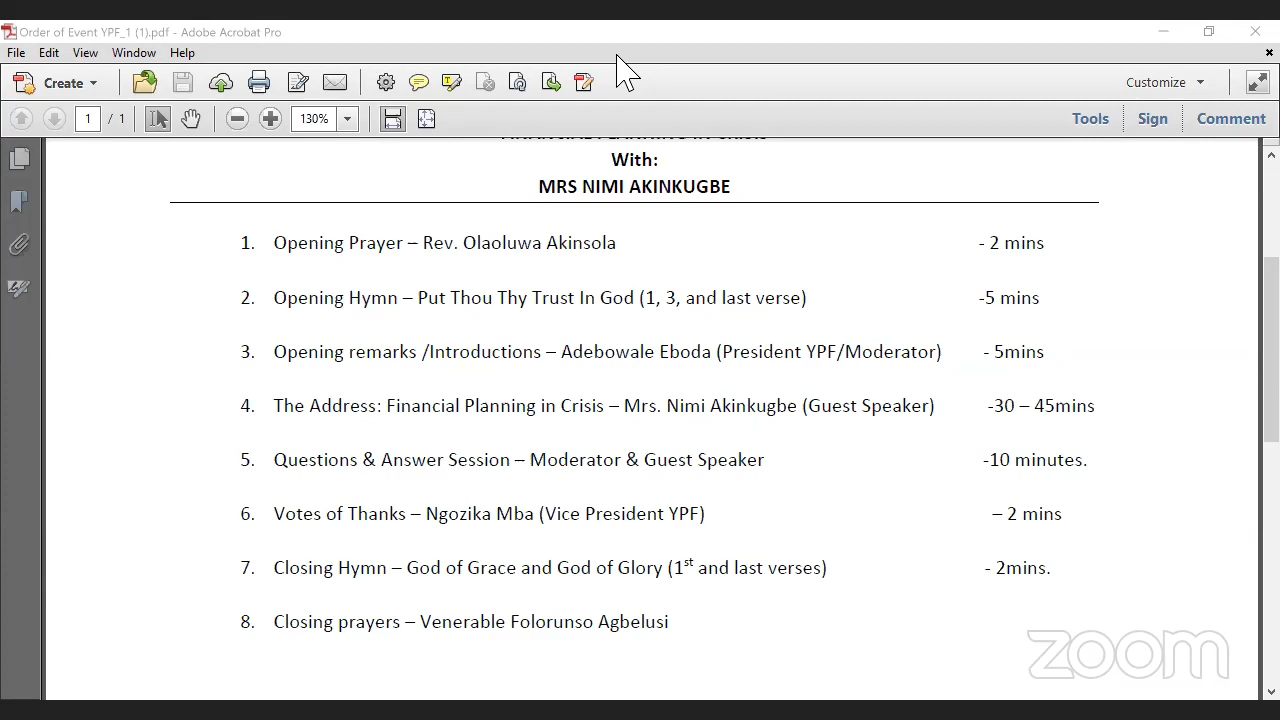 Order of Event YPF_1 (1).pdf - Adobe Acrobat Pro
File Edit View Window Help
Create Customize
1 / 1 130% Tools Sign Comment
With:
MRS NIMI AKINKUGBE
1. Opening Prayer – Rev. Olaoluwa Akinsola - 2 mins
2. Opening Hymn – Put Thou Thy Trust In God (1, 3, and last verse) -5 mins
3. Opening remarks /Introductions – Adebowale Eboda (President YPF/Moderator) - 5mins
4. The Address: Financial Planning in Crisis – Mrs. Nimi Akinkugbe (Guest Speaker) -30 – 45mins
5. Questions & Answer Session – Moderator & Guest Speaker -10 minutes.
6. Votes of Thanks – Ngozika Mba (Vice President YPF) – 2 mins
7. Closing Hymn – God of Grace and God of Glory (1st and last verses) - 2mins.
8. Closing prayers – Venerable Folorunso Agbelusi
zoom